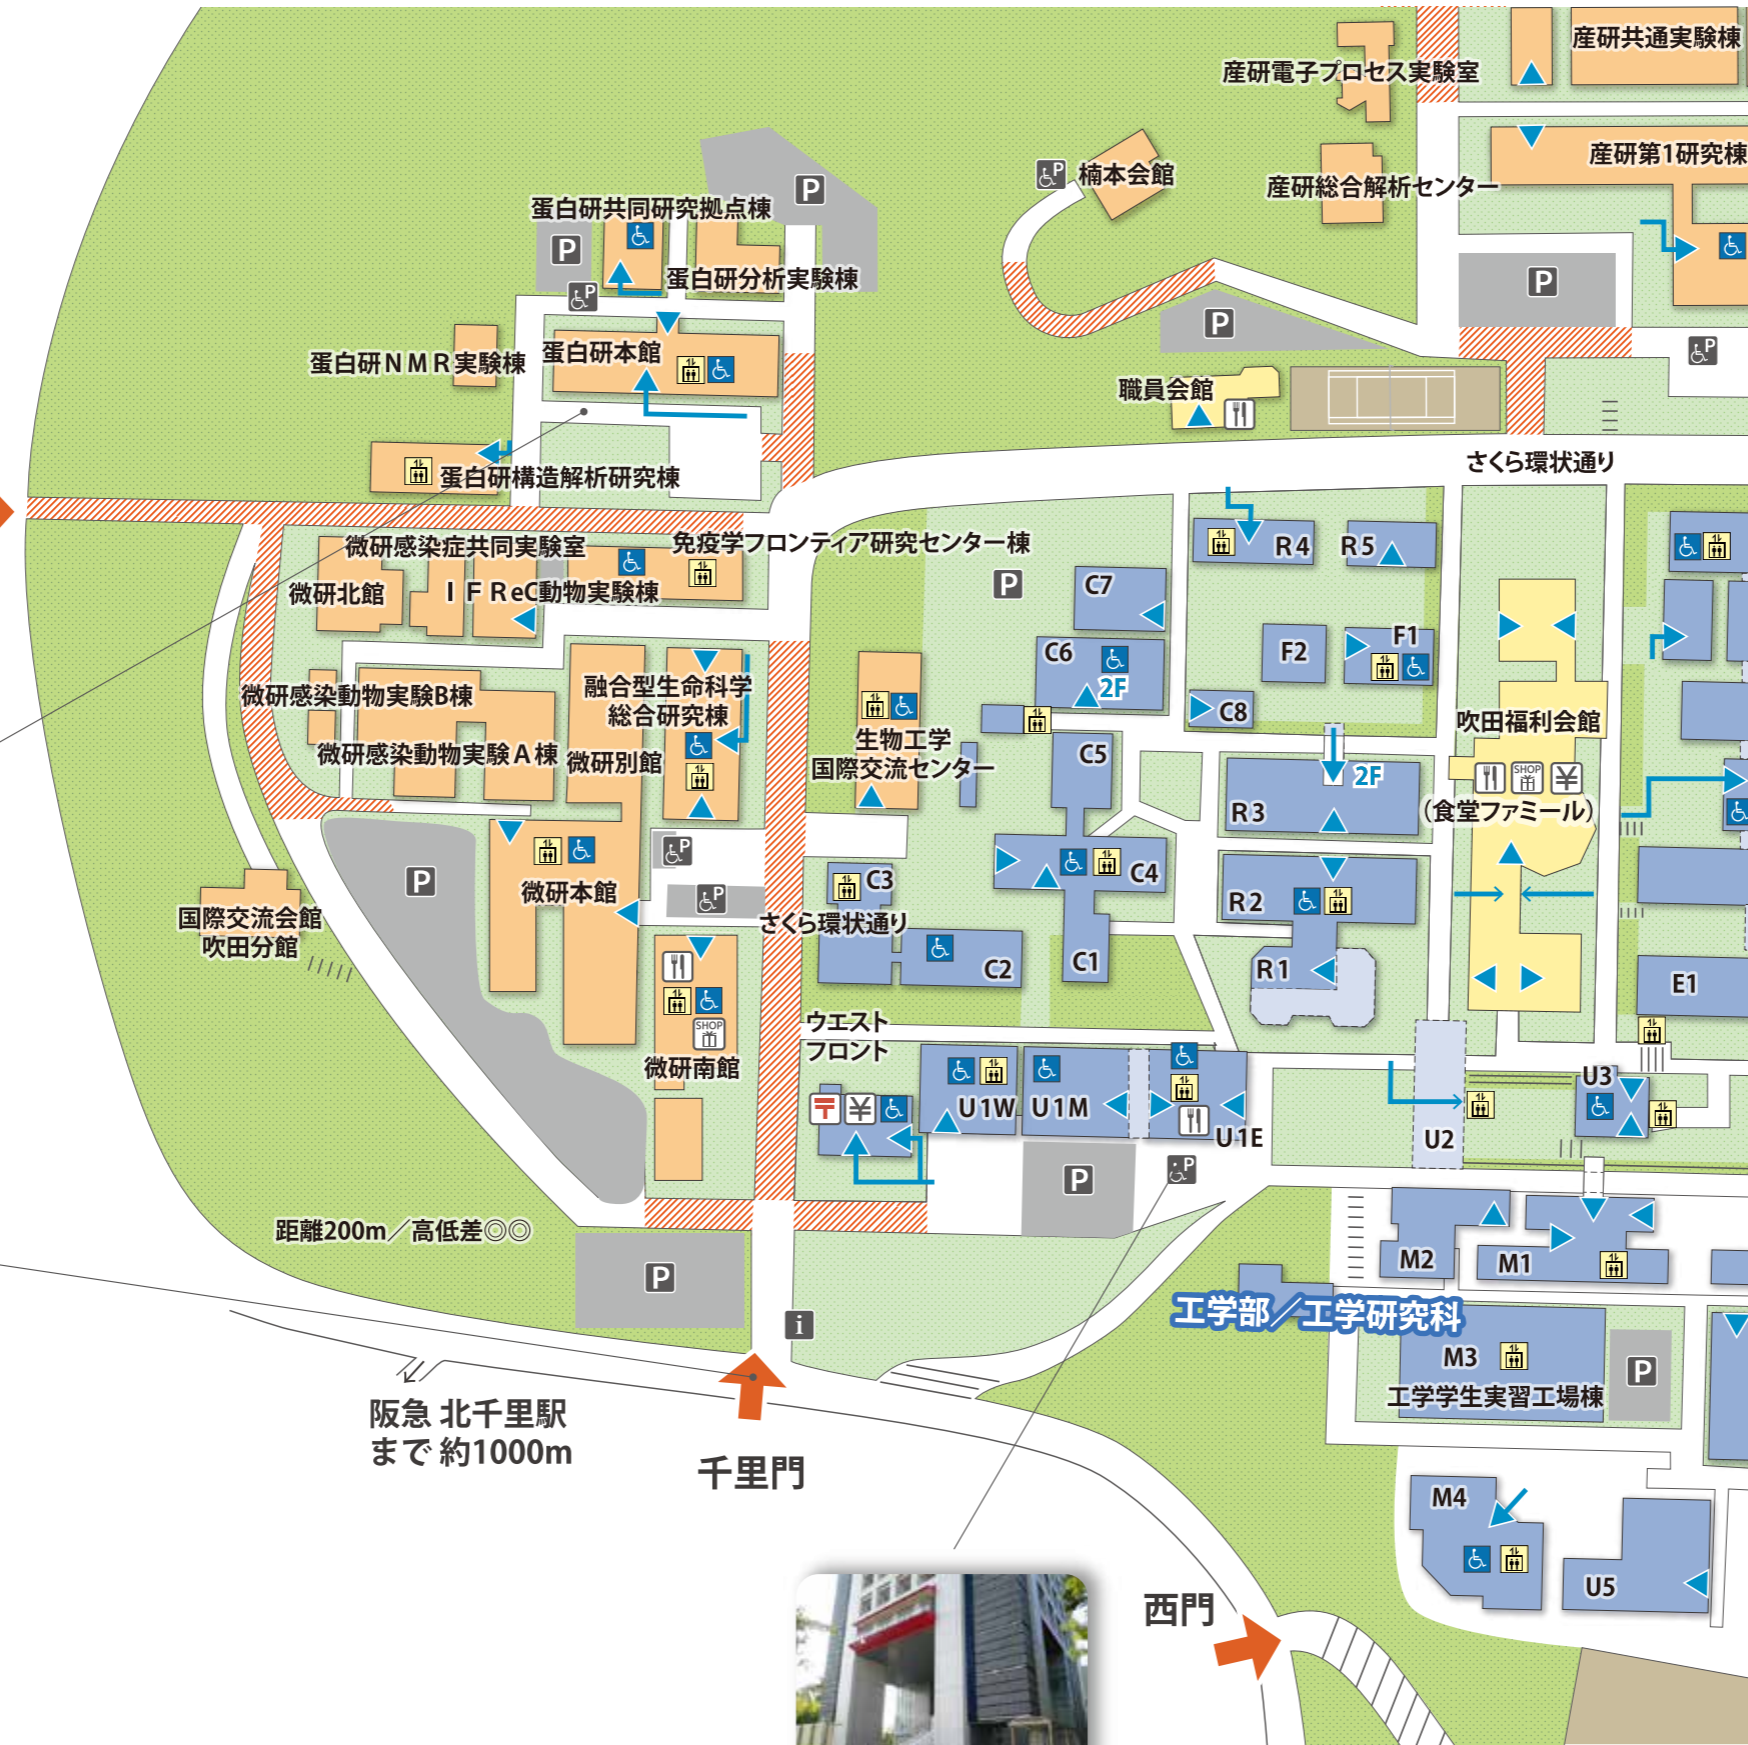 産研共通実験棟
産研電子プロセス実験室
産研第1研究棟
楠本会館
産研総合解析センター
P
P
蛋白研共同研究拠点棟
P
P
蛋白研分析実験棟
P
P
P
蛋白研本館
蛋白研NMR実験棟
P
職員会館
さくら環状通り
蛋白研構造解析研究棟
免疫学フロンティア研究センター棟
微研感染症共同実験室
R4
R5
P
C7
微研北館
IFReC動物実験棟
F1
F2
C6
2F
融合型生命科学
総合研究棟
微研感染動物実験B棟
C8
吹田福利会館
生物工学
国際交流センター
微研感染動物実験A棟
微研別館
C5
2F
SHOP
¥
(食堂ファミール)
R3
P
P
微研本館
C3
C4
R2
P
国際交流会館
吹田分館
さくら環状通り
C2
C1
R1
E1
SHOP
ウエスト
フロント
微研南館
U3
〒
¥
U1W
U1M
U1E
U2
P
P
距離200m／高低差◎◎
M2
M1
P
i
工学部／工学研究科
M3
P
工学学生実習工場棟
阪急 北千里駅
まで 約1000m
千里門
M4
U5
西門